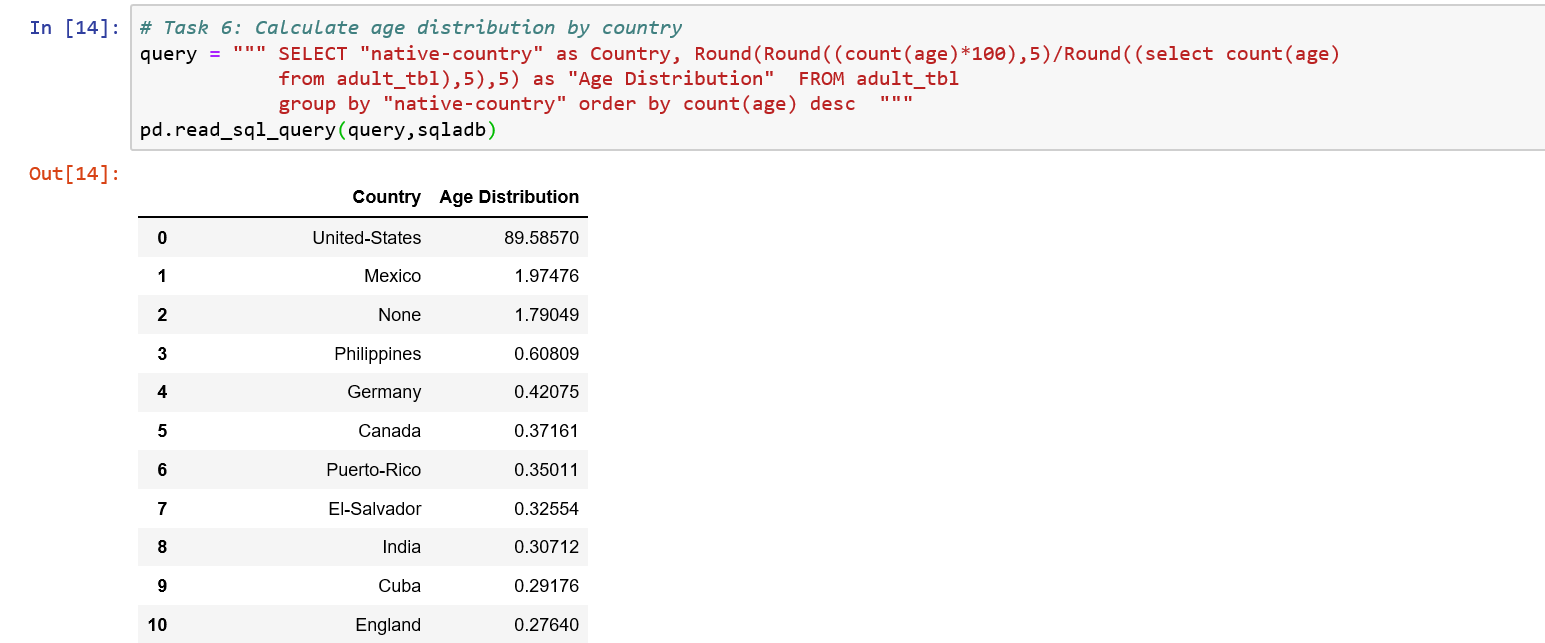 In [14]: # Task 6: Calculate age distribution by country
query = """ SELECT "native-country" as Country, Round(Round((count(age)*100),5)/Round((select count(age)
from adult_tbl),5),5) as "Age Distribution"  FROM adult_tbl
group by "native-country" order by count(age) desc  """
pd.read_sql_query(query,sqladb)
Out[14]:
Country Age Distribution
0 United-States 89.58570
1 Mexico 1.97476
2 None 1.79049
3 Philippines 0.60809
4 Germany 0.42075
5 Canada 0.37161
6 Puerto-Rico 0.35011
7 El-Salvador 0.32554
8 India 0.30712
9 Cuba 0.29176
10 England 0.27640